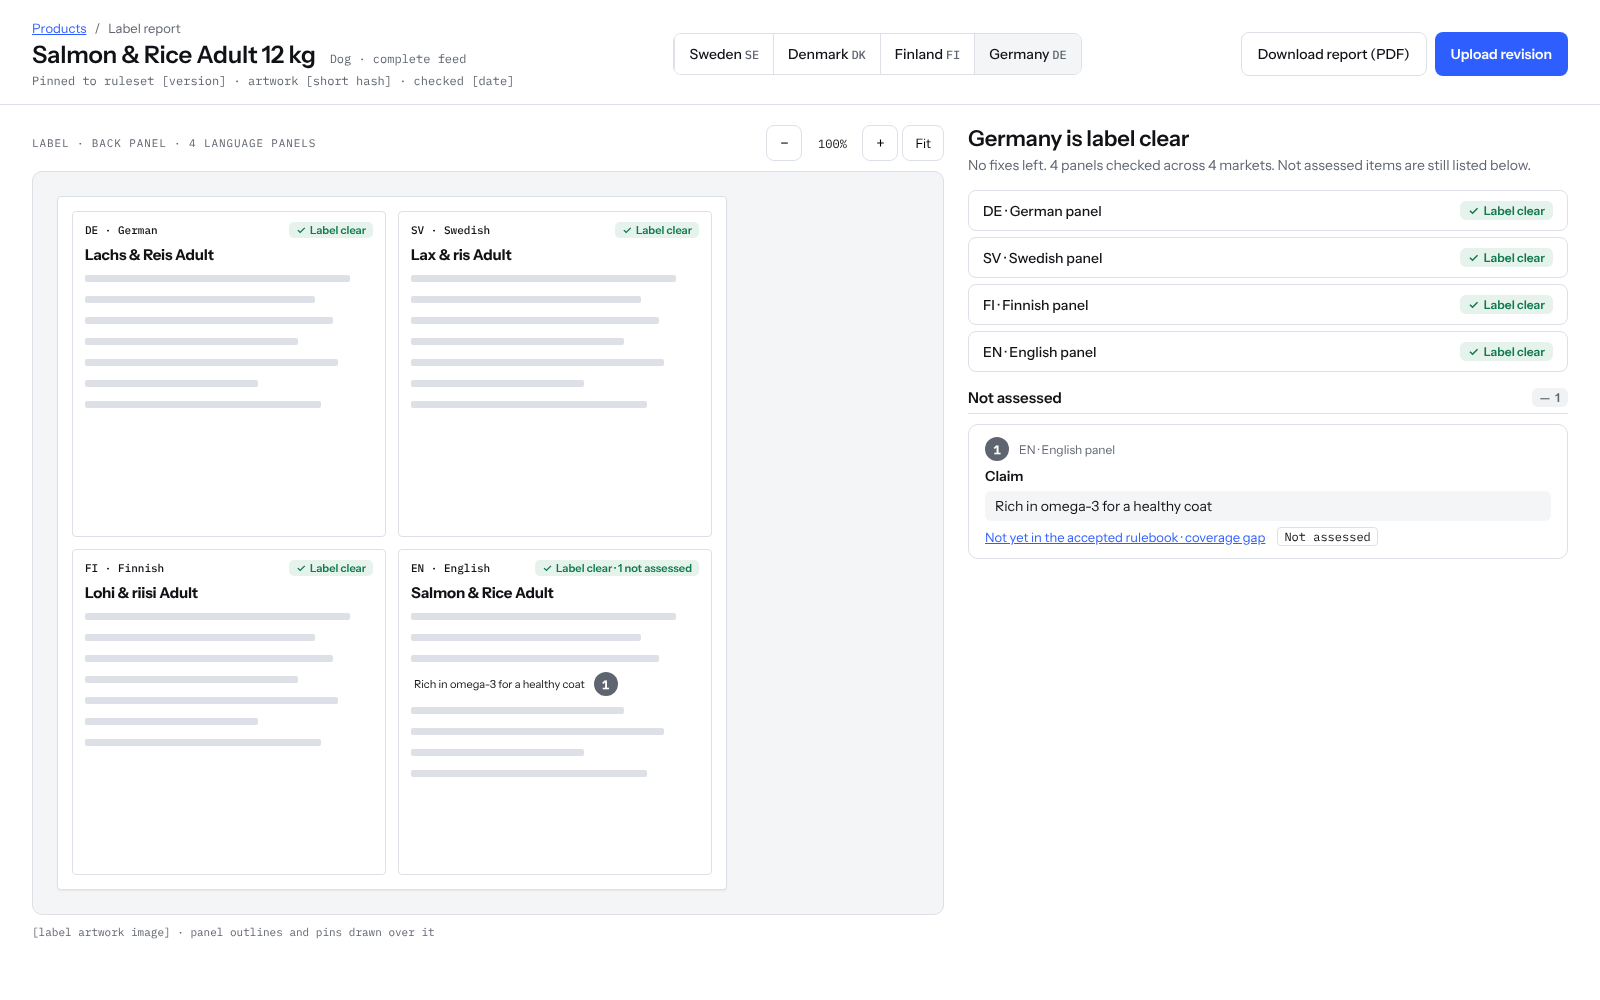 Products / Label report
Salmon & Rice Adult 12 kg Dog · complete feed
Pinned to ruleset [version] · artwork [short hash] · checked [date]
Sweden SE Denmark DK Finland FI Germany DE
Download report (PDF) Upload revision
LABEL · BACK PANEL · 4 LANGUAGE PANELS
− 100% + Fit
DE · German ✓ Label clear
Lachs & Reis Adult
SV · Swedish ✓ Label clear
Lax & ris Adult
FI · Finnish ✓ Label clear
Lohi & riisi Adult
EN · English ✓ Label clear · 1 not assessed
Salmon & Rice Adult
Rich in omega-3 for a healthy coat 1
[label artwork image] · panel outlines and pins drawn over it
Germany is label clear
No fixes left. 4 panels checked across 4 markets. Not assessed items are still listed below.
DE · German panel ✓ Label clear
SV · Swedish panel ✓ Label clear
FI · Finnish panel ✓ Label clear
EN · English panel ✓ Label clear
Not assessed — 1
1 EN · English panel
Claim
Rich in omega-3 for a healthy coat
Not yet in the accepted rulebook · coverage gap Not assessed